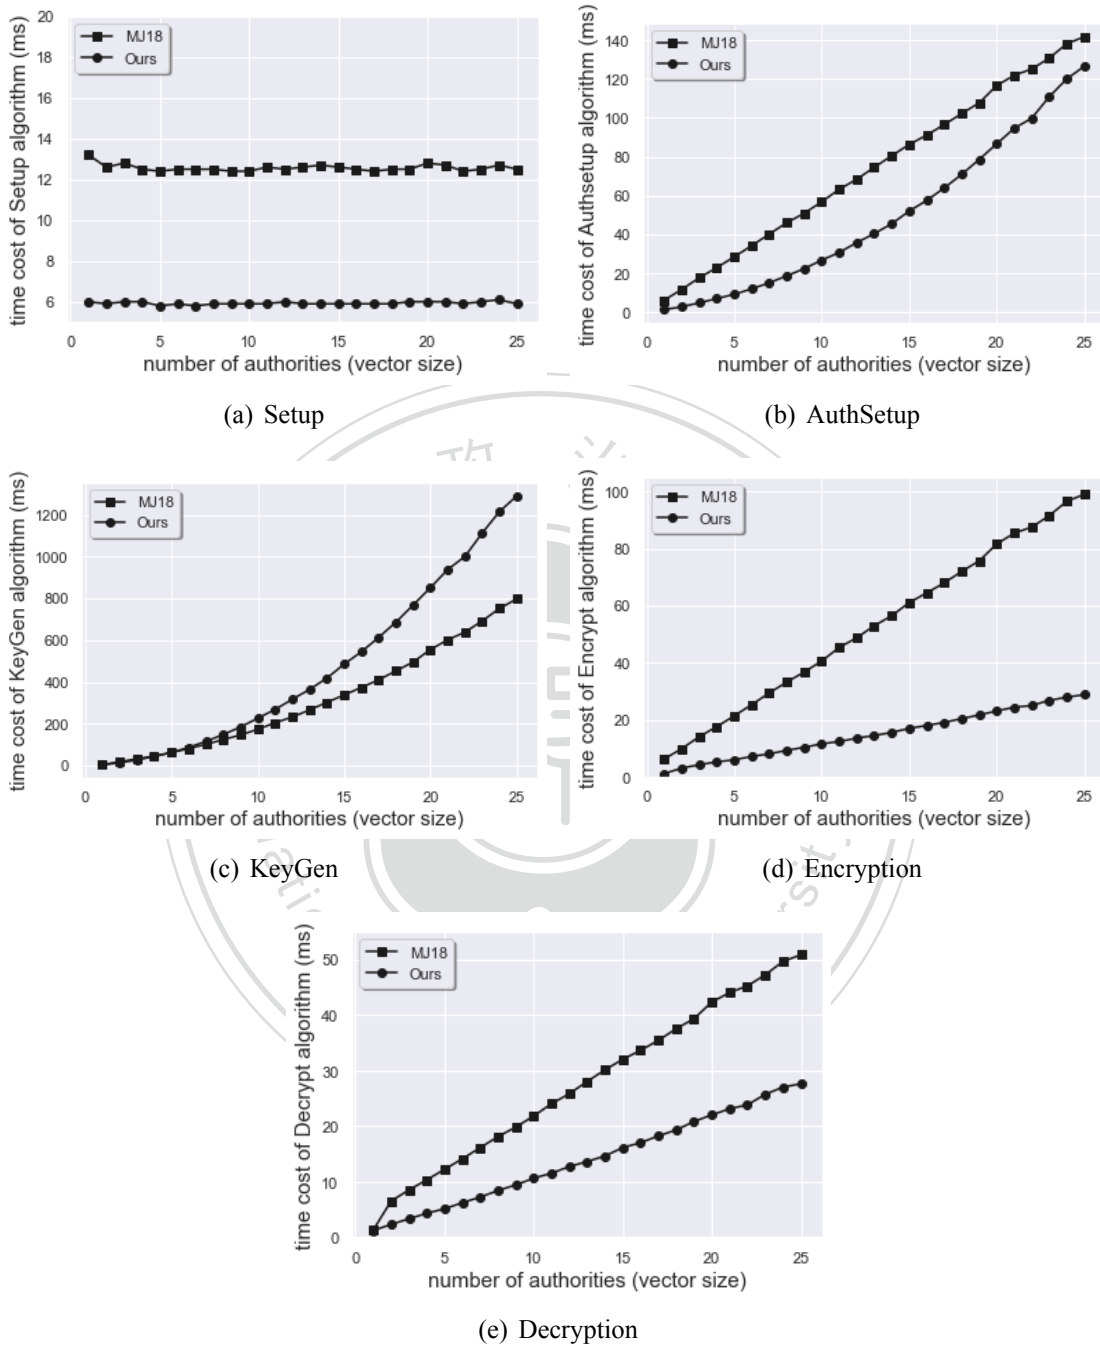 20
18
16
14
12
10
8
6
time cost of Setup algorithm (ms)
MJ18
Ours
0 5 10 15 20 25
number of authorities (vector size)
(a) Setup
140
120
100
80
60
40
20
0
time cost of Authsetup algorithm (ms)
MJ18
Ours
0 5 10 15 20 25
number of authorities (vector size)
(b) AuthSetup
政
1200
1000
800
600
400
200
0
time cost of KeyGen algorithm (ms)
MJ18
Ours
0 5 10 15 20 25
number of authorities (vector size)
(c) KeyGen
100
80
60
40
20
0
time cost of Encrypt algorithm (ms)
MJ18
Ours
0 5 10 15 20 25
number of authorities (vector size)
(d) Encryption
50
40
30
20
10
0
time cost of Decrypt algorithm (ms)
MJ18
Ours
0 5 10 15 20 25
number of authorities (vector size)
(e) Decryption